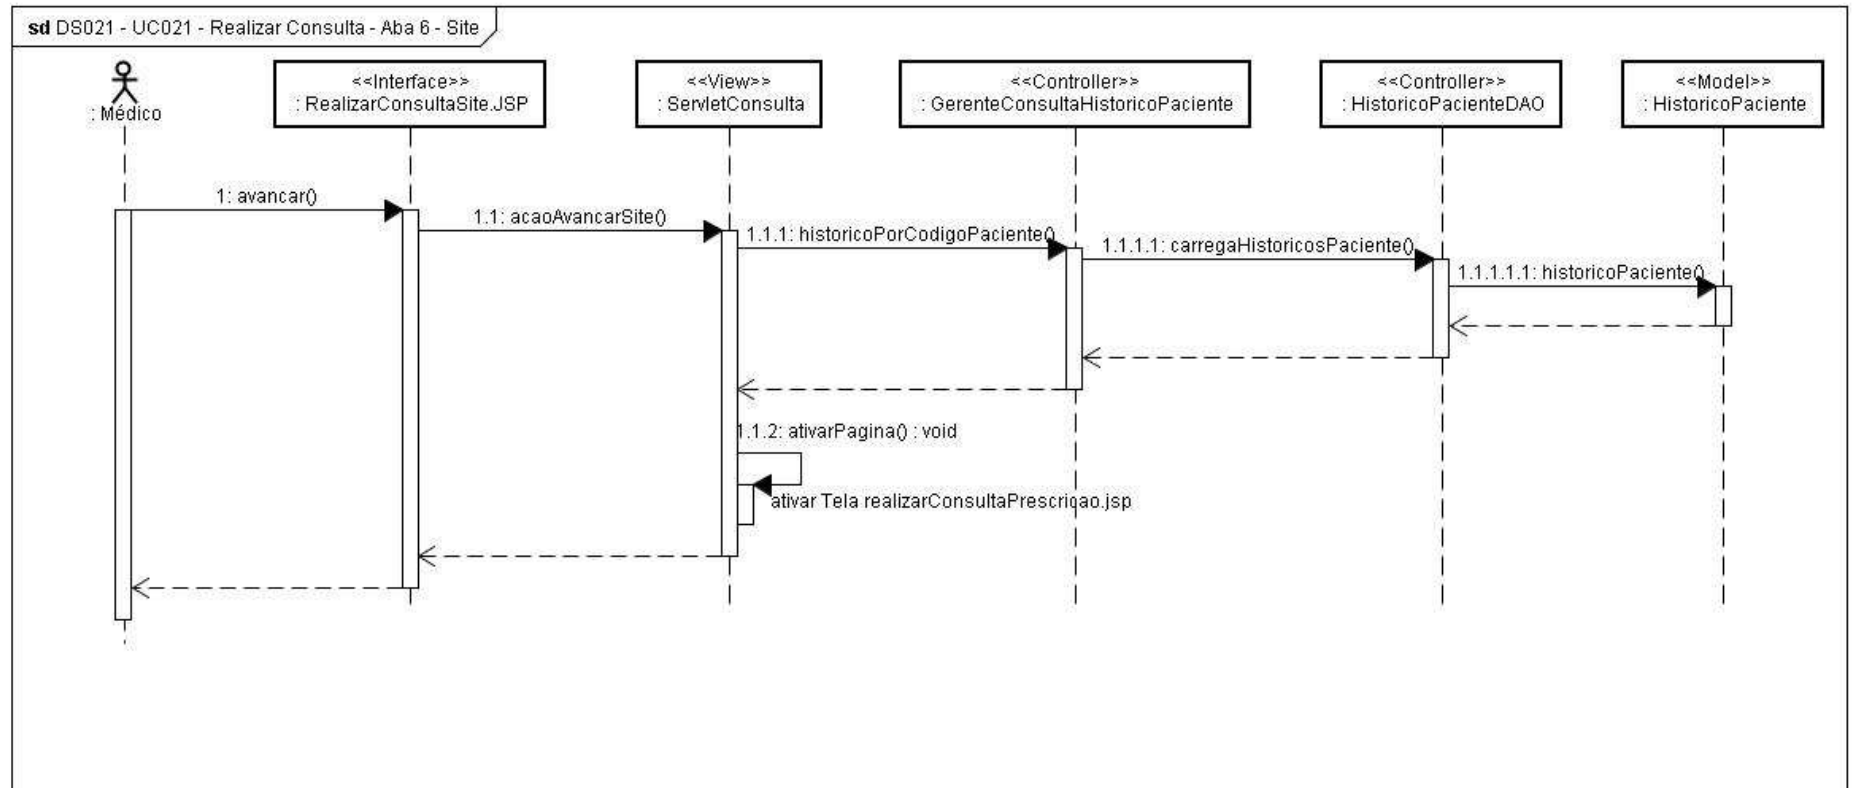 sd DS021 - UC021 - Realizar Consulta - Aba 6 - Site
: Médico
<<Interface>>
: RealizarConsultaSite.JSP
<<View>>
: ServletConsulta
<<Controller>>
: GerenteConsultaHistoricoPaciente
<<Controller>>
: HistoricoPacienteDAO
<<Model>>
: HistoricoPaciente
1: avancar()
1.1: acaoAvancarSite()
1.1.1: historicoPorCodigoPaciente()
1.1.1.1: carregaHistoricosPaciente()
1.1.1.1.1: historicoPaciente()
1.1.2: ativarPagina() : void
ativar Tela realizarConsultaPrescricao.jsp